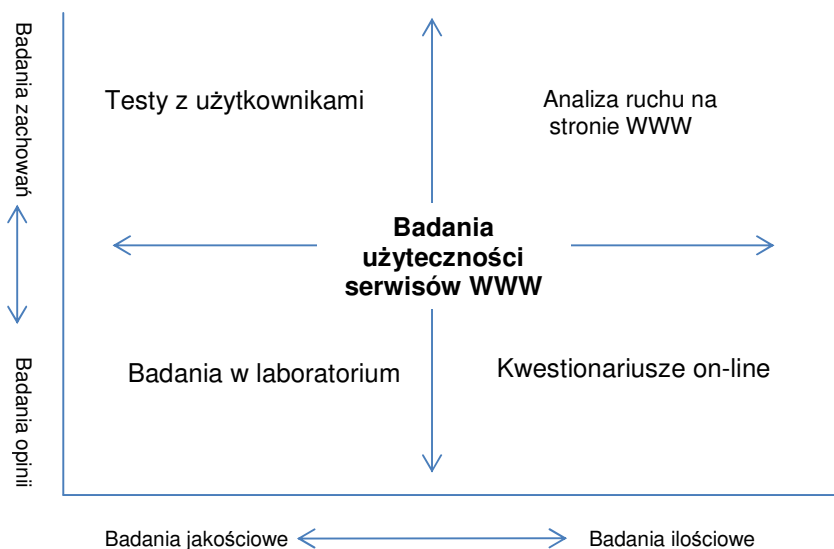 Badania zachowań
Testy z użytkownikami
Analiza ruchu na
stronie WWW
Badania
użyteczności
serwisów WWW
Badania opinii
Badania w laboratorium
Kwestionariusze on-line
Badania jakościowe
Badania ilościowe